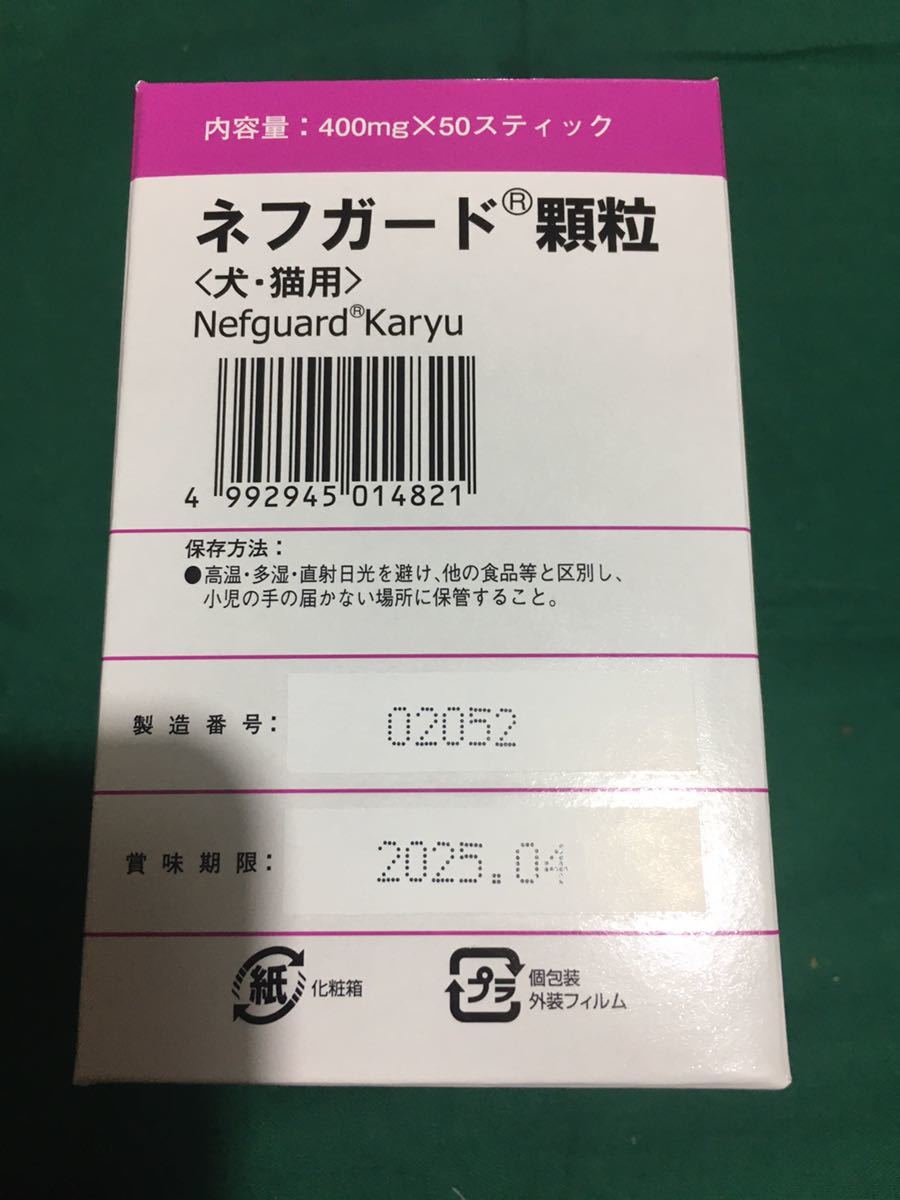 内容量：400mg×50スティック
ネフガード®顆粒
〈犬・猫用〉
Nefguard®Karyu
4 992945 014821
保存方法：
●高温・多湿・直射日光を避け、他の食品等と区別し、
小児の手の届かない場所に保管すること。
製造番号： 02052
賞味期限： 2025.04
紙 化粧箱
プラ 個包装
外装フィルム